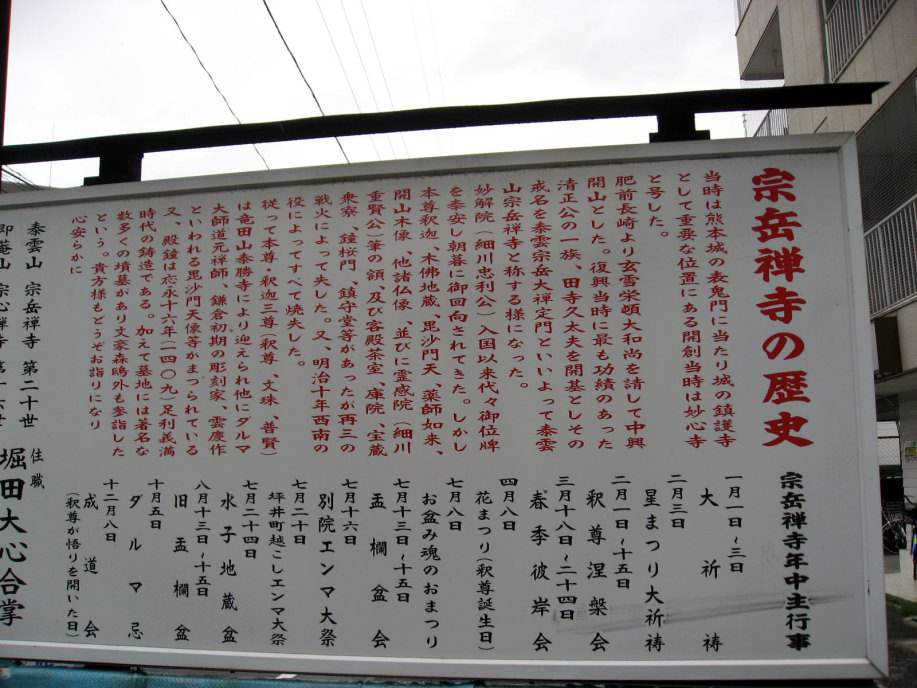 宗岳禅寺の歴史
当時は熊本城の表鬼門に当たり城の鎮護寺
として重要な位置にある開創当時は妙心寺
と号した。
肥前長崎より玄雪栄頓大和尚を請して中興
開山とした。復興当時に最も功績のあった
清正公の一族、田寺久太夫を開基としその
戒名を泰雲宗岳大禅定門といいよって泰雲
山宗岳禅寺と称する様になった。
妙解院（細川忠利公）入国以来代々御位牌
を奉安し朝暮に御回向されてきた。しかし
本尊釈迦、木佛地蔵、毘沙門天、薬師如来、
開山木像、他諸仏像、並びに霊感院（細川
重賢公）筆の額、及び客殿茶室、庫院、宝蔵
衆寮、鐘桜門、鎮守堂等があったが再三の
戦火によって失した。又、明治十年西南の
役によってすべて焼失した。
従って本尊・釈迦三尊・釈尊、文珠、普賢）
は竜田山泰勝寺により迎えられ他にダルマ
大師道元禅師、鎌倉初期の彫刻家、雲慶作
といわれる毘沙門天像等がまつられている
又、殿鐘は応永十六年（一四〇九）足利義満
時代の鋳造である。加えて墓地には著名な
数多くの墳墓があり文豪森鴎外も参詣した
という。貴方様もどうぞお詣りになり
心安らかに
泰雲山 宗岳禅寺 第二十世
即菴山 宗心禅寺 第十六世
住職
堀田大心合掌
宗岳禅寺年中主行事
一月一日～三日
大祈祷
二月三日
星まつり大祈祷
二月一日～十五日
釈尊涅槃会
三月十八日～二十四日
春季彼岸会
四月八日
花まつり（釈尊誕生日）
七月八日
お盆み魂のおまつり
七月十三日～十五日
盂欄盆会
七月十六日
別院エンマ大祭
七月二十日
坪井町越こしエンマ大祭
七月二十四日
水子地蔵盆
八月十三日～十五日
旧盂欄盆
十月五日
ダルマ忌
十二月八日
成道会
（釈尊が悟りを開いた日）